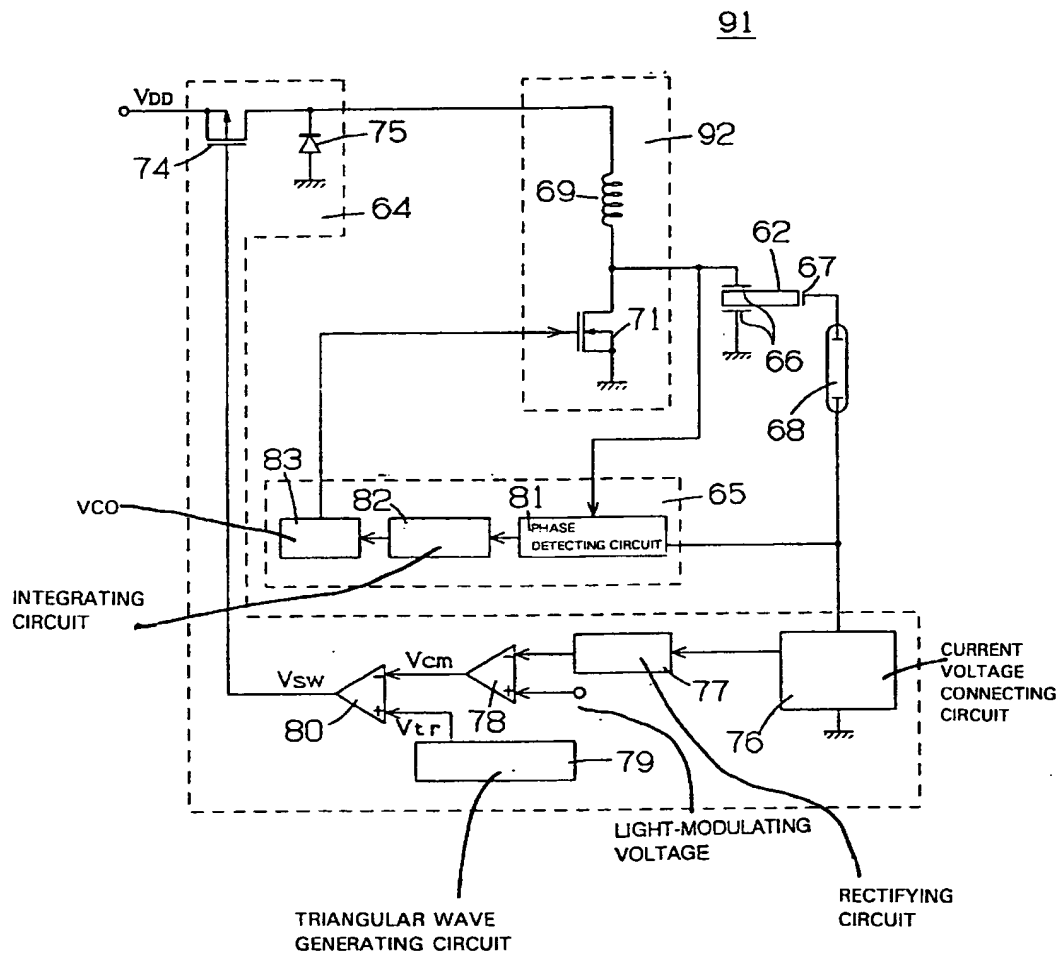 91
VDD
75
74
92
69
64
62
67
71
66
68
83
82
81
65
VCO
PHASE
DETECTING CIRCUIT
INTEGRATING
CIRCUIT
Vcm
Vsw
78
77
CURRENT
VOLTAGE
CONNECTING
CIRCUIT
80
Vtr
76
79
LIGHT-MODULATING
VOLTAGE
RECTIFYING
CIRCUIT
TRIANGULAR WAVE
GENERATING CIRCUIT